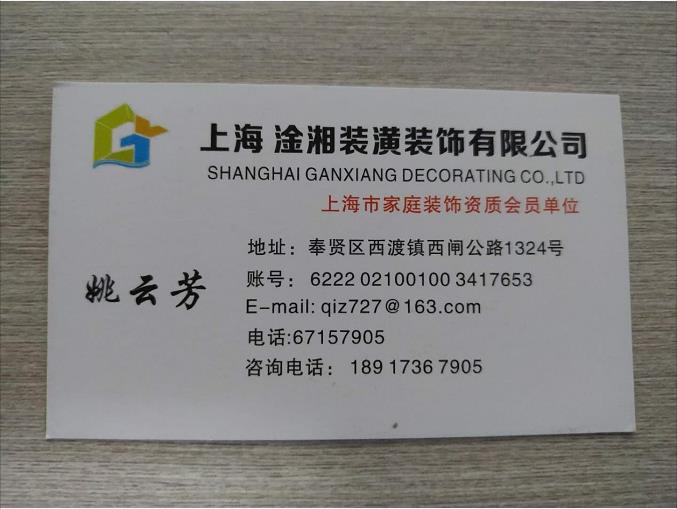 上海 淦湘装潢装饰有限公司
SHANGHAI GANXIANG DECORATING CO.,LTD
上海市家庭装饰资质会员单位
姚云芳
地址：奉贤区西渡镇西闸公路1324号
账号：6222 02100100 3417653
E-mail: qiz727@163.com
电话:67157905
咨询电话： 189 1736 7905